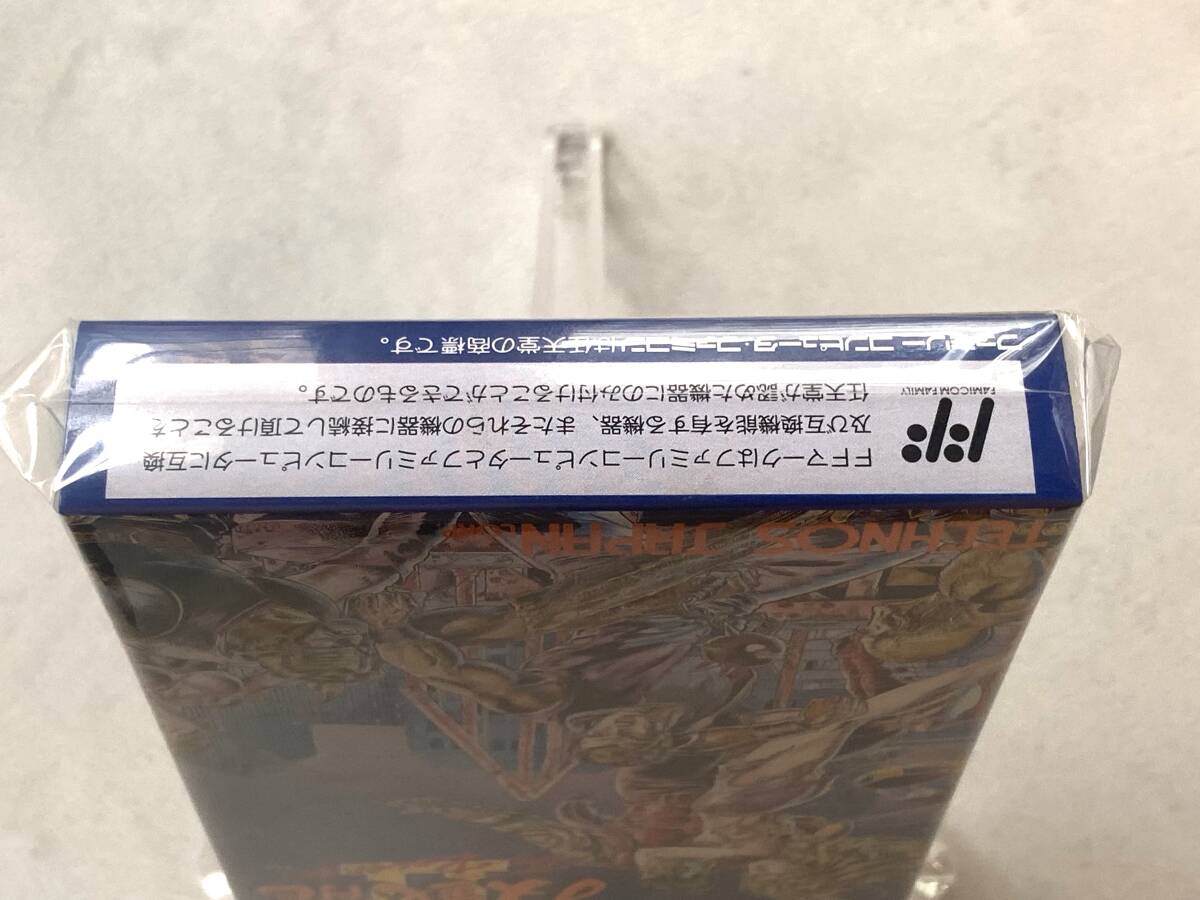 FFマークはファミリーコンピュータとファミリーコンピュータに互換
及び互換機能を有する機器、またそれらの機器に接続して頂けることを
任天堂が認めた機器にのみ付けることができるものです。
FAMICOM FAMILY
ファミリーコンピュータ・ファミコンは任天堂の商標です。
TECHNOS JAPAN